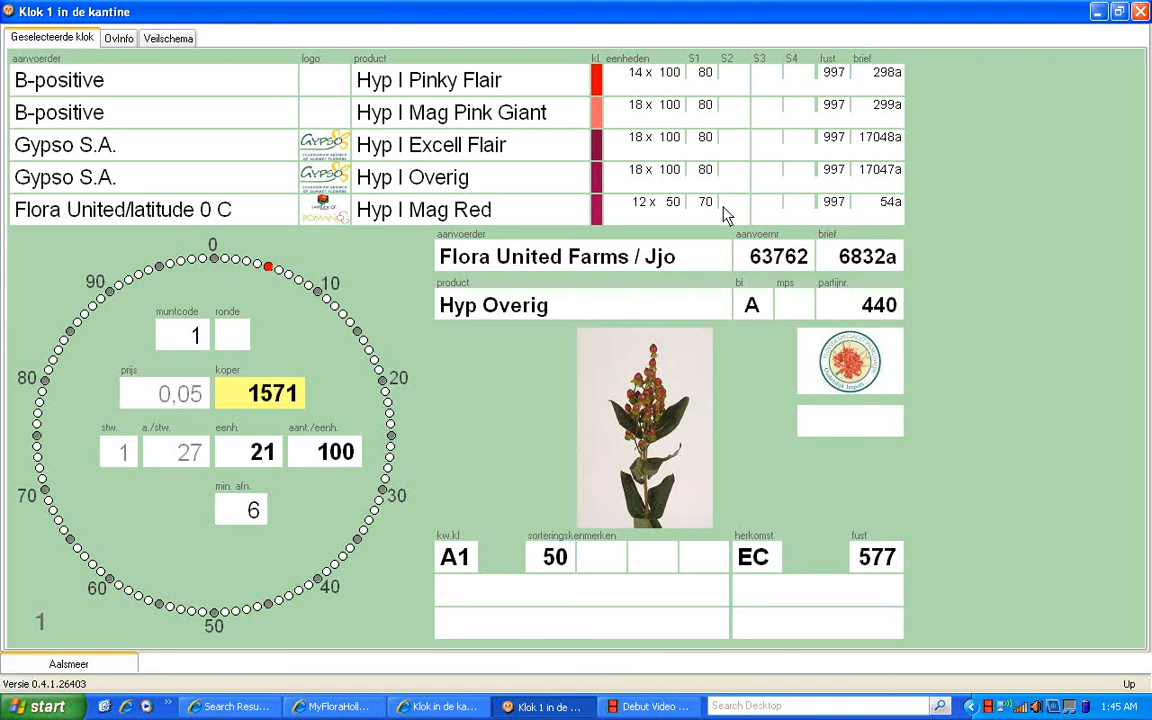 Klok 1 in de kantine
Geselecteerde klok OvInfo Veilschema
aanvoerder logo product kl. eenheden S1 S2 S3 S4 fust brief
B-positive Hyp I Pinky Flair 14 x 100 80 997 298a
B-positive Hyp I Mag Pink Giant 18 x 100 80 997 299a
Gypso S.A. GYPSO Hyp I Excell Flair 18 x 100 80 997 17048a
Gypso S.A. GYPSO Hyp I Overig 18 x 100 80 997 17047a
Flora United/latitude 0 C Hyp I Mag Red 12 x 50 70 997 54a
aanvoerder aanvoernr brief
Flora United Farms / Jjo 63762 6832a
product bi mps partijnr.
Hyp Overig A 440
0
10
20
30
40
50
60
70
80
90
muntcode ronde
1
prijs koper
0,05 1571
stw. a./stw. eenh. aant./eenh.
1 27 21 100
min. afn.
6
kw.kl sorteringskenmerken herkomst fust
A1 50 EC 577
1
Aalsmeer
Versie 0.4.1.26403 Up
start Search Resu... MyFloraHoll... Klok in de ka... Klok 1 in de ... Debut Video ... Search Desktop 1:45 AM